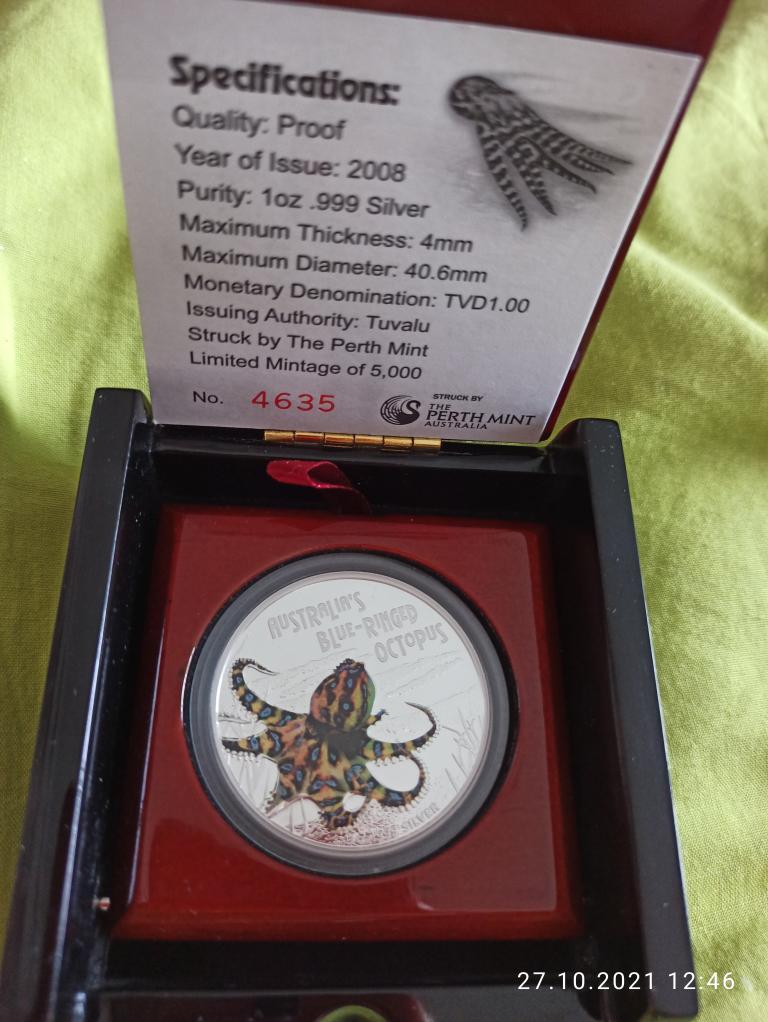 Specifications:
Quality: Proof
Year of Issue: 2008
Purity: 1oz .999 Silver
Maximum Thickness: 4mm
Maximum Diameter: 40.6mm
Monetary Denomination: TVD1.00
Issuing Authority: Tuvalu
Struck by The Perth Mint
Limited Mintage of 5,000
No. 4635
STRUCK BY
THE
PERTH MINT
AUSTRALIA
AUSTRALIA'S
BLUE-RINGED
OCTOPUS
SILVER
27.10.2021 12:46